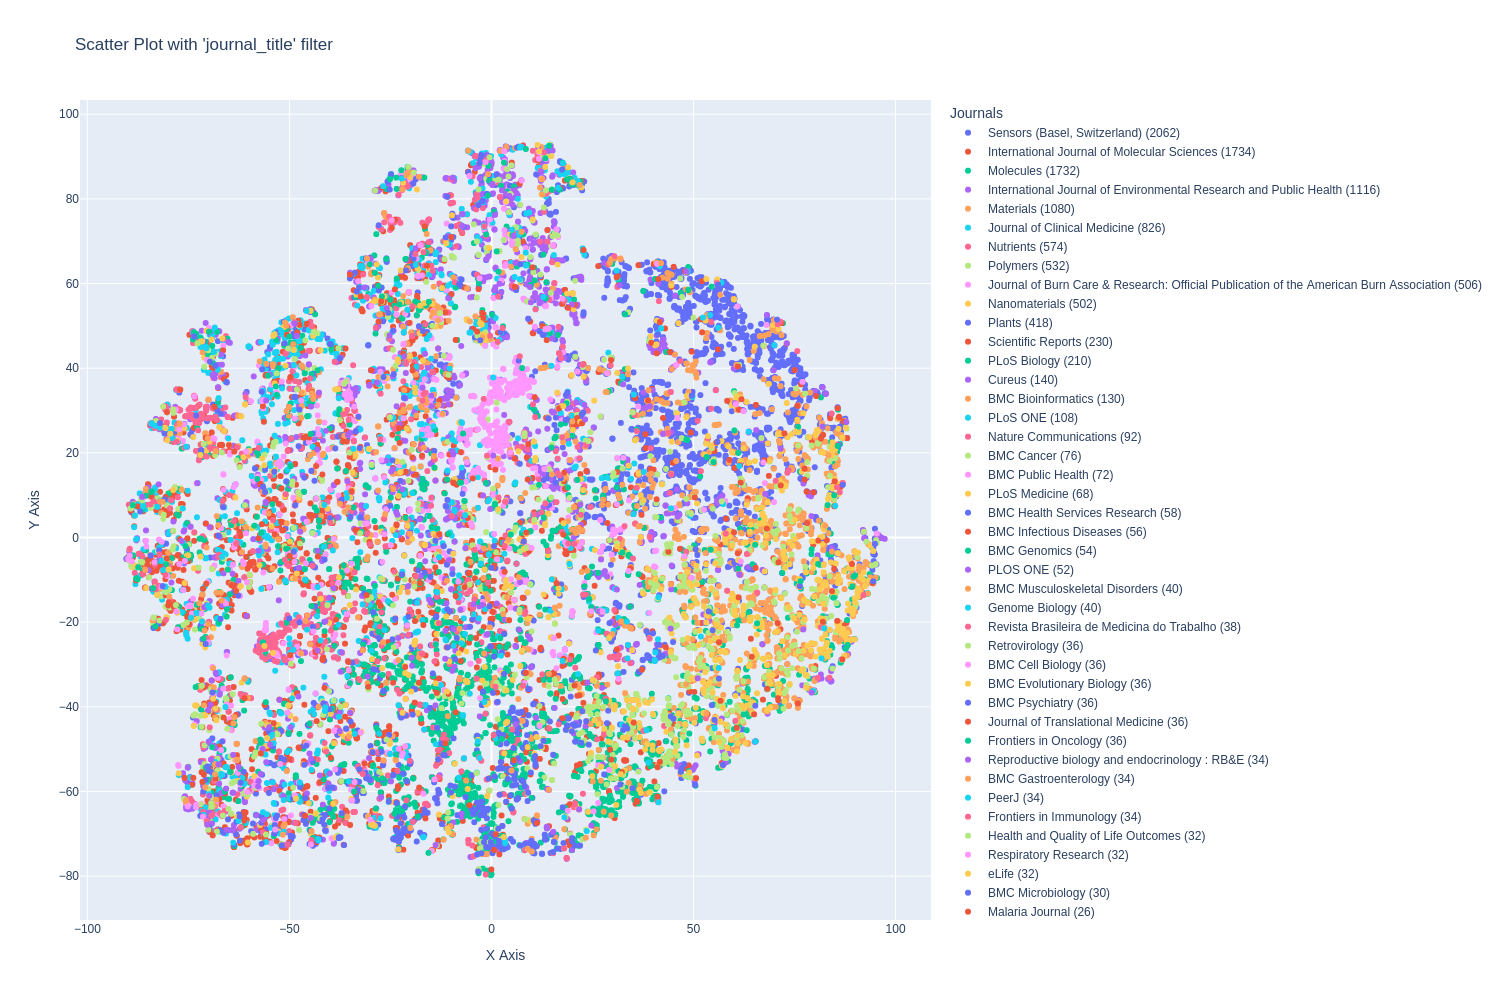 Scatter Plot with 'journal_title' filter
Journals
Sensors (Basel, Switzerland) (2062)
International Journal of Molecular Sciences (1734)
Molecules (1732)
International Journal of Environmental Research and Public Health (1116)
Materials (1080)
Journal of Clinical Medicine (826)
Nutrients (574)
Polymers (532)
Journal of Burn Care & Research: Official Publication of the American Burn Association (506)
Nanomaterials (502)
Plants (418)
Scientific Reports (230)
PLoS Biology (210)
Cureus (140)
BMC Bioinformatics (130)
PLoS ONE (108)
Nature Communications (92)
BMC Cancer (76)
BMC Public Health (72)
PLoS Medicine (68)
BMC Health Services Research (58)
BMC Infectious Diseases (56)
BMC Genomics (54)
PLOS ONE (52)
BMC Musculoskeletal Disorders (40)
Genome Biology (40)
Revista Brasileira de Medicina do Trabalho (38)
Retrovirology (36)
BMC Cell Biology (36)
BMC Evolutionary Biology (36)
BMC Psychiatry (36)
Journal of Translational Medicine (36)
Frontiers in Oncology (36)
Reproductive biology and endocrinology : RB&E (34)
BMC Gastroenterology (34)
PeerJ (34)
Frontiers in Immunology (34)
Health and Quality of Life Outcomes (32)
Respiratory Research (32)
eLife (32)
BMC Microbiology (30)
Malaria Journal (26)
Y Axis
100
80
60
40
20
0
−20
−40
−60
−80
−100
−50
0
50
100
X Axis